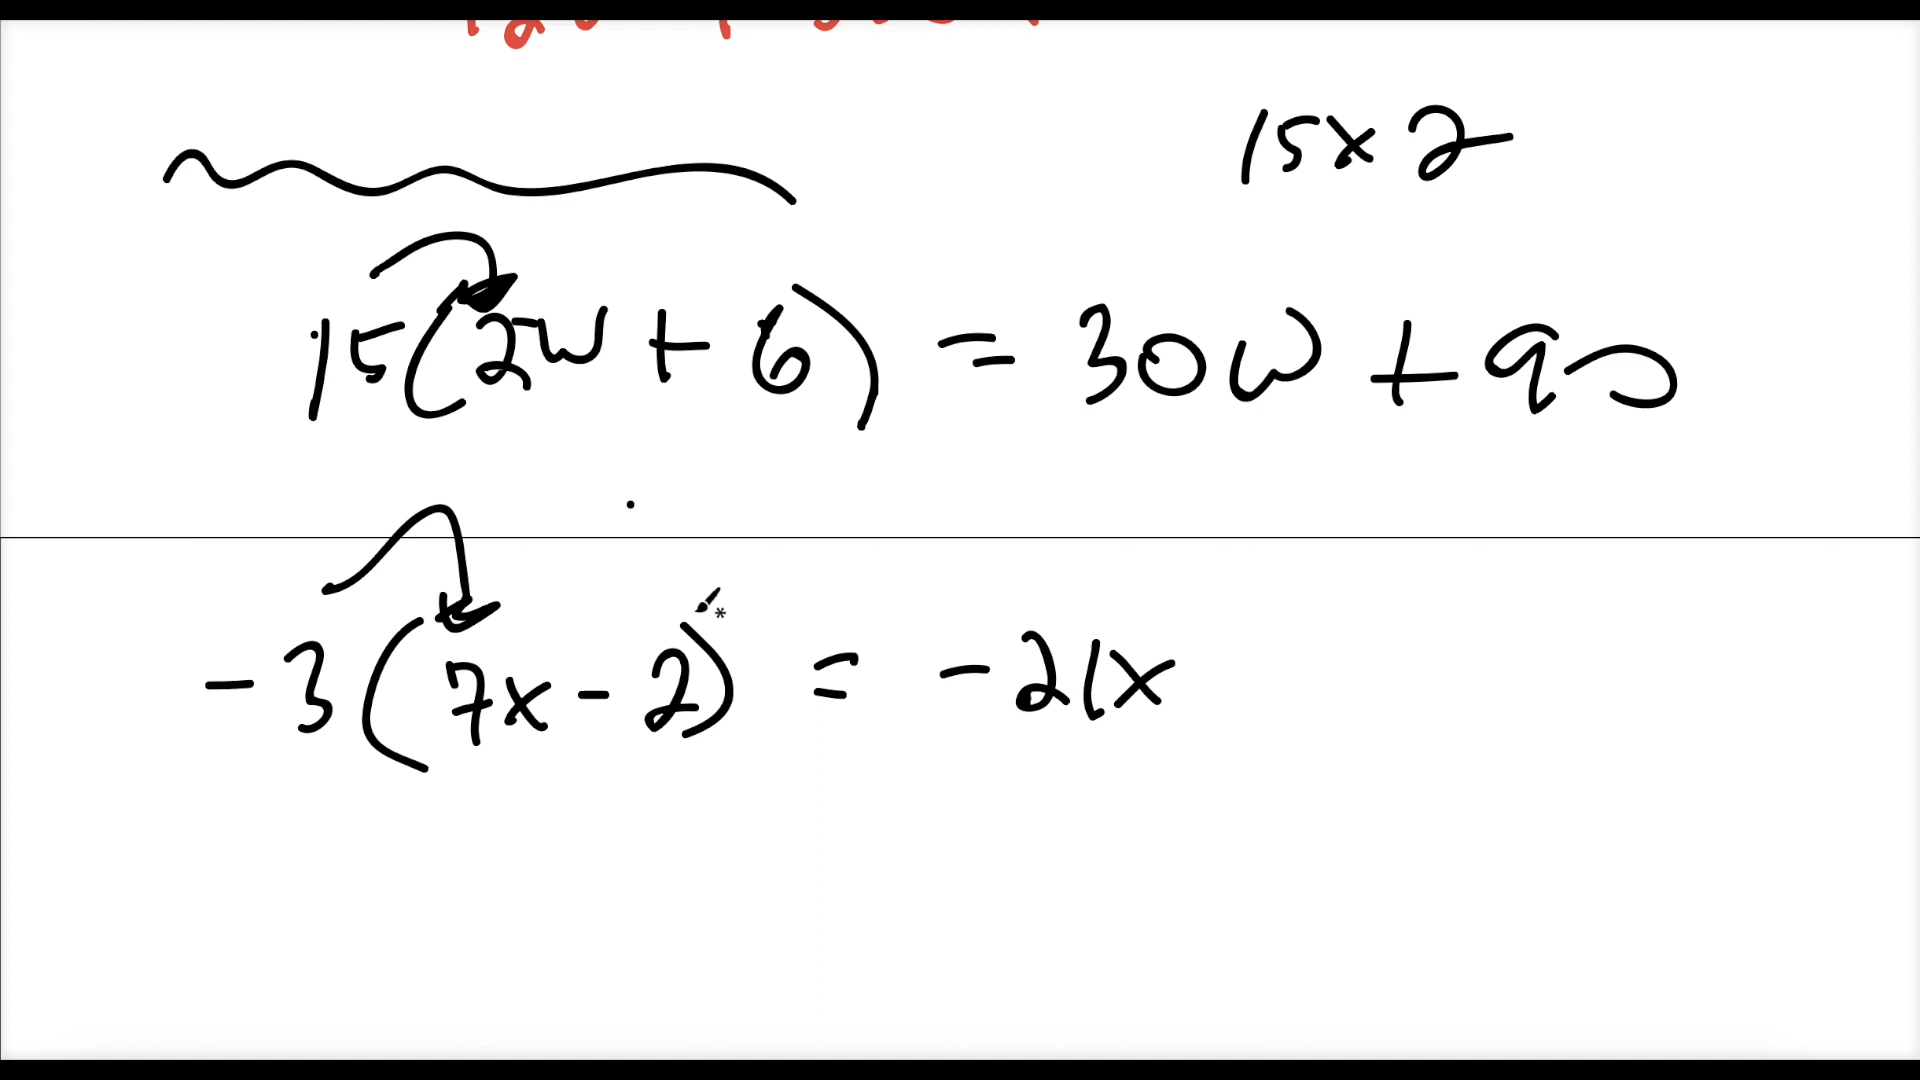 15 x 2
15(2w + 6) = 30w + 90
-3(7x - 2) = -21x